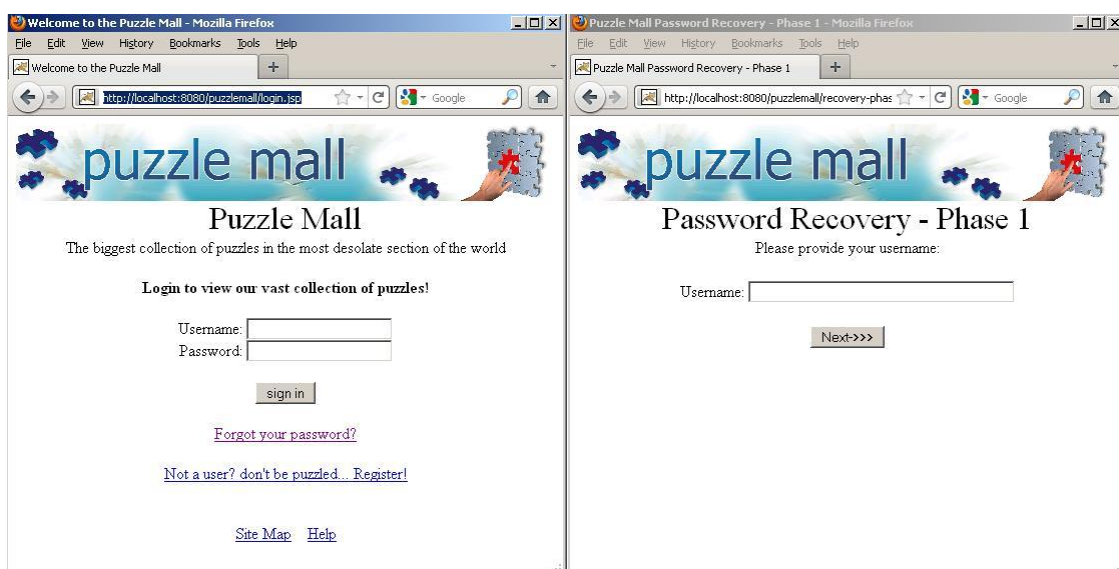 Welcome to the Puzzle Mall - Mozilla Firefox
File Edit View History Bookmarks Tools Help
Welcome to the Puzzle Mall +
http://localhost:8080/puzzlemall/login.jsp Google
puzzle mall
Puzzle Mall
The biggest collection of puzzles in the most desolate section of the world
Login to view our vast collection of puzzles!
Username:
Password:
sign in
Forgot your password?
Not a user? don't be puzzled... Register!
Site Map Help
Puzzle Mall Password Recovery - Phase 1 - Mozilla Firefox
File Edit View History Bookmarks Tools Help
Puzzle Mall Password Recovery - Phase 1 +
http://localhost:8080/puzzlemall/recovery-phas Google
puzzle mall
Password Recovery - Phase 1
Please provide your username:
Username:
Next->>>